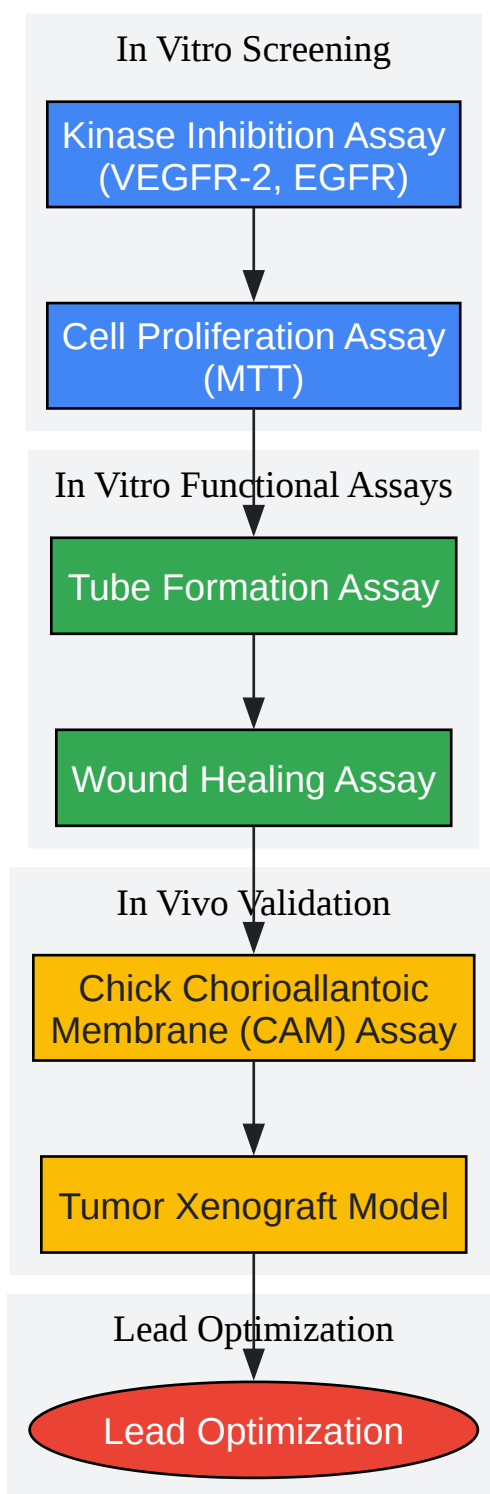 In Vitro Screening
Kinase Inhibition Assay
(VEGFR-2, EGFR)
Cell Proliferation Assay
(MTT)
In Vitro Functional Assays
Tube Formation Assay
Wound Healing Assay
In Vivo Validation
Chick Chorioallantoic
Membrane (CAM) Assay
Tumor Xenograft Model
Lead Optimization
Lead Optimization